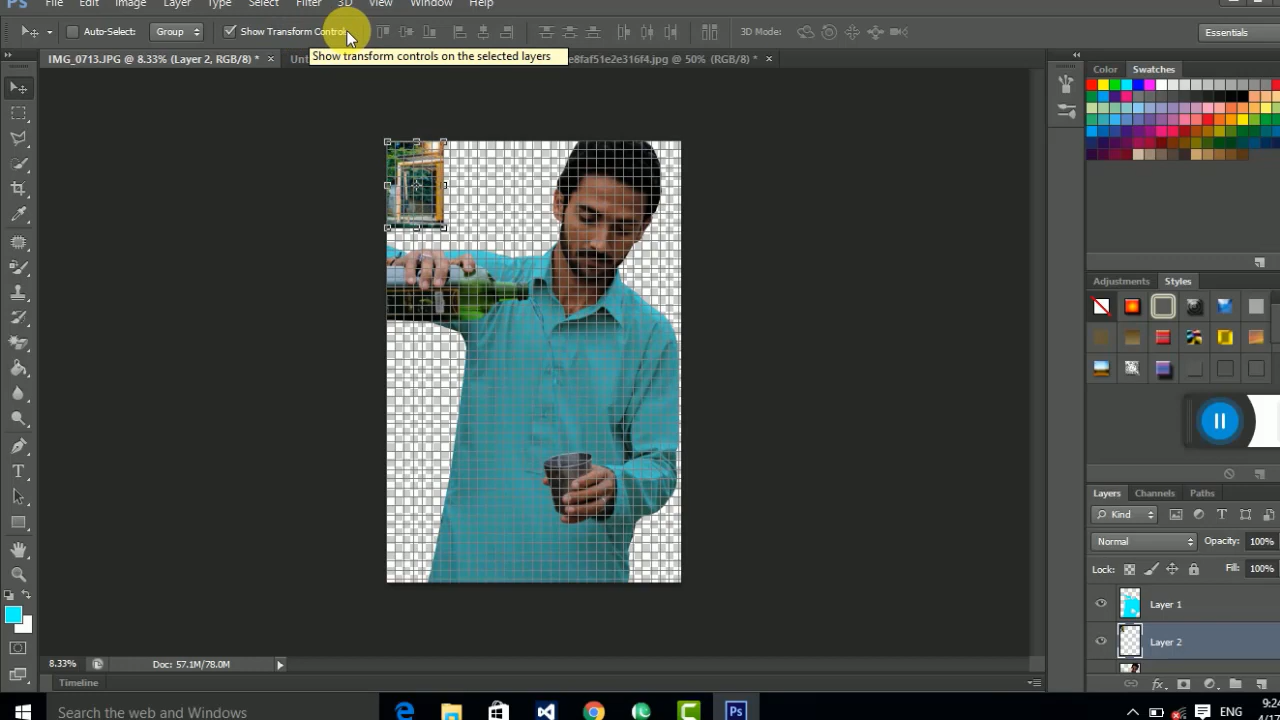 Ps File Edit Image Layer Type Select Filter 3D View Window Help
Auto-Select: Group Show Transform Controls 3D Mode: Essentials
Show transform controls on the selected layers
IMG_0713.JPG @ 8.33% (Layer 2, RGB/8) * × Unt e8faf51e2e316f4.jpg @ 50% (RGB/8) * ×
Color Swatches
Adjustments Styles
Layers Channels Paths
Kind
Normal Opacity: 100%
Lock: Fill: 100%
Layer 1
Layer 2
8.33% Doc: 57.1M/78.0M
Timeline
Search the web and Windows Ps ENG